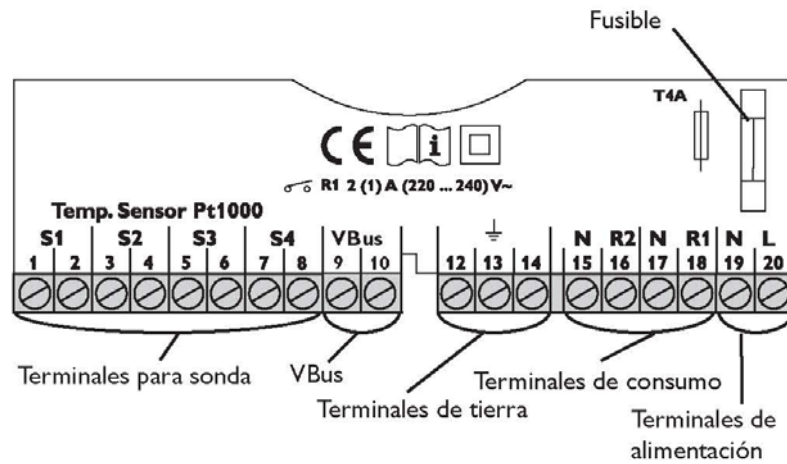 Fusible
T4A
CE i
R1 2 (1) A (220 ... 240) V~
Temp. Sensor Pt1000
S1 S2 S3 S4 VBus N R2 N R1 N L
1 2 3 4 5 6 7 8 9 10 12 13 14 15 16 17 18 19 20
Terminales para sonda
VBus
Terminales de tierra
Terminales de consumo
Terminales de
alimentación